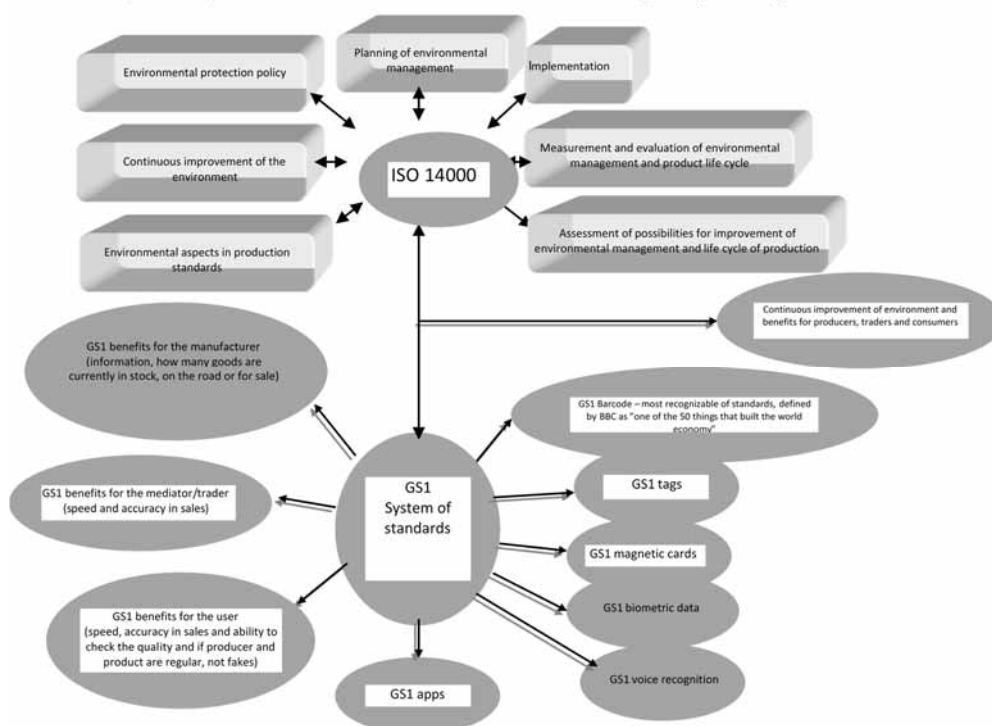 Planning of environmental
management
Environmental protection policy
Implementation
Continuous improvement of the
environment
ISO 14000
Measurement and evaluation of environmental
management and product life cycle
Environmental aspects in production
standards
Assessment of possibilities for improvement of
environmental management and life cycle of production
Continuous improvement of environment and
benefits for producers, traders and consumers
GS1 benefits for the manufacturer
(information, how many goods are
currently in stock, on the road or for sale)
GS1 Barcode – most recognizable of standards, defined
by BBC as "one of the 50 things that built the world
economy"
GS1
System of
standards
GS1 tags
GS1 benefits for the mediator/trader
(speed and accuracy in sales)
GS1 magnetic cards
GS1 biometric data
GS1 benefits for the user
(speed, accuracy in sales and ability to
check the quality and if producer and
product are regular, not fakes)
GS1 voice recognition
GS1 apps